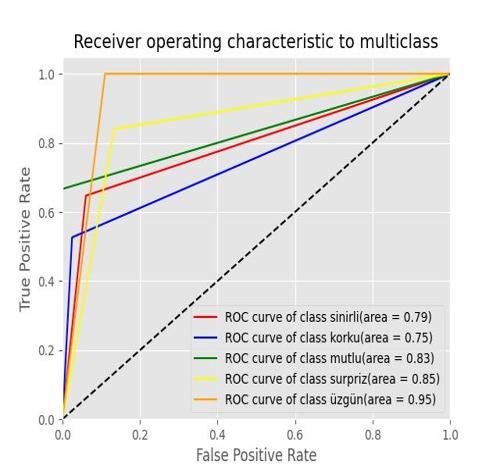 Receiver operating characteristic to multiclass
True Positive Rate
1.0
0.8
0.6
0.4
0.2
0.0
ROC curve of class sinirli(area = 0.79)
ROC curve of class korku(area = 0.75)
ROC curve of class mutlu(area = 0.83)
ROC curve of class surpriz(area = 0.85)
ROC curve of class üzgün(area = 0.95)
0.0 0.2 0.4 0.6 0.8 1.0
False Positive Rate